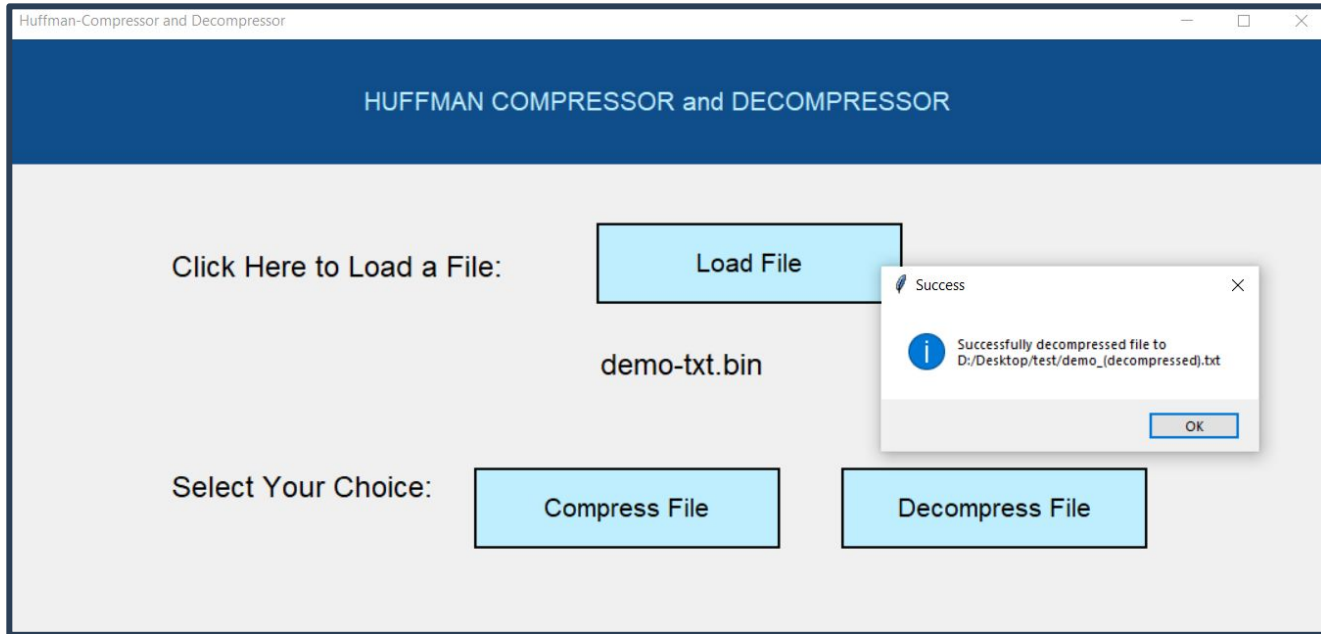 Huffman-Compressor and Decompressor
HUFFMAN COMPRESSOR and DECOMPRESSOR
Click Here to Load a File:
Load File
Success
Successfully decompressed file to
D:/Desktop/test/demo_(decompressed).txt
demo-txt.bin
OK
Select Your Choice:
Compress File
Decompress File